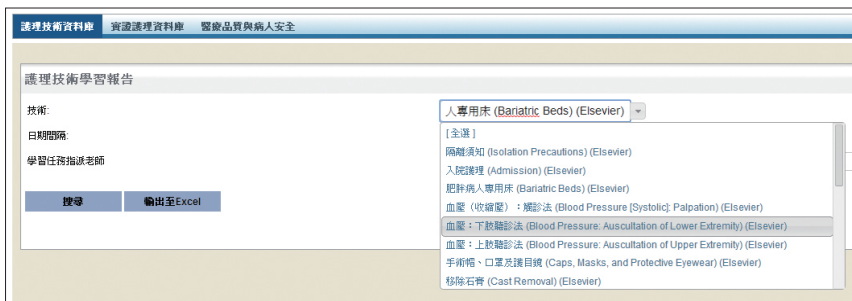 護理技術資料庫 實證護理資料庫 醫療品質與病人安全
護理技術學習報告
技術:
人專用床 (Bariatric Beds) (Elsevier)
[全選]
隔離須知 (Isolation Precautions) (Elsevier)
日期間隔:
入院護理 (Admission) (Elsevier)
學習任務指派老師
肥胖病人專用床 (Bariatric Beds) (Elsevier)
搜尋 輸出至Excel
血壓（收縮壓）：觸診法 (Blood Pressure [Systolic]: Palpation) (Elsevier)
血壓：下肢聽診法 (Blood Pressure: Auscultation of Lower Extremity) (Elsevier)
血壓：上肢聽診法 (Blood Pressure: Auscultation of Upper Extremity) (Elsevier)
手術帽、口罩及護目鏡 (Caps, Masks, and Protective Eyewear) (Elsevier)
移除石膏 (Cast Removal) (Elsevier)